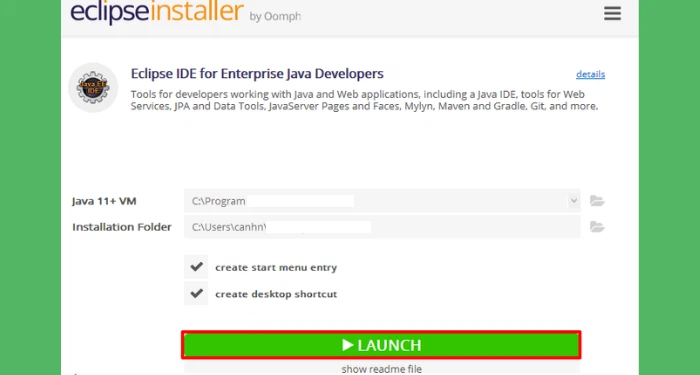 eclipseinstaller by Oomph
Java EE
IDE
Eclipse IDE for Enterprise Java Developers
details
Tools for developers working with Java and Web applications, including a Java IDE, tools for Web
Services, JPA and Data Tools, JavaServer Pages and Faces, Mylyn, Maven and Gradle, Git, and more.
Java 11+ VM
C:\Program
Installation Folder
C:\Users\canhn\
create start menu entry
create desktop shortcut
LAUNCH
show readme file